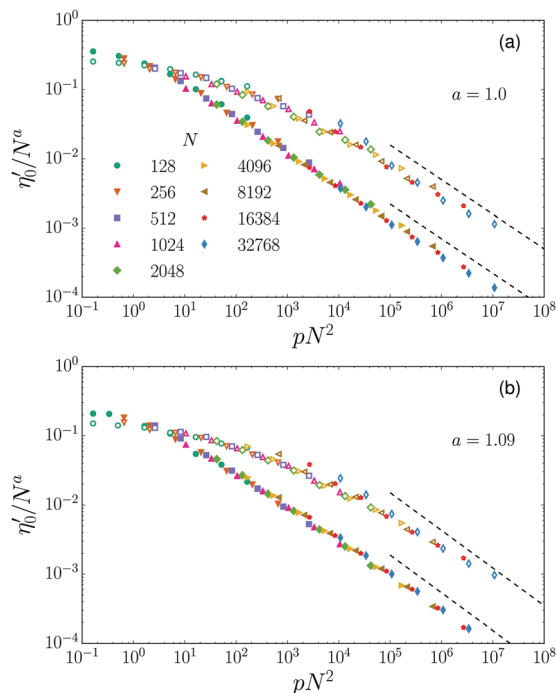 (a)
10^0
10^{-1}
10^{-2}
10^{-3}
10^{-4}
η′_0/N^a
a = 1.0
N
128 4096
256 8192
512 16384
1024 32768
2048
10^{-1} 10^0 10^1 10^2 10^3 10^4 10^5 10^6 10^7 10^8
pN^2
(b)
10^0
10^{-1}
10^{-2}
10^{-3}
10^{-4}
η′_0/N^a
a = 1.09
10^{-1} 10^0 10^1 10^2 10^3 10^4 10^5 10^6 10^7 10^8
pN^2